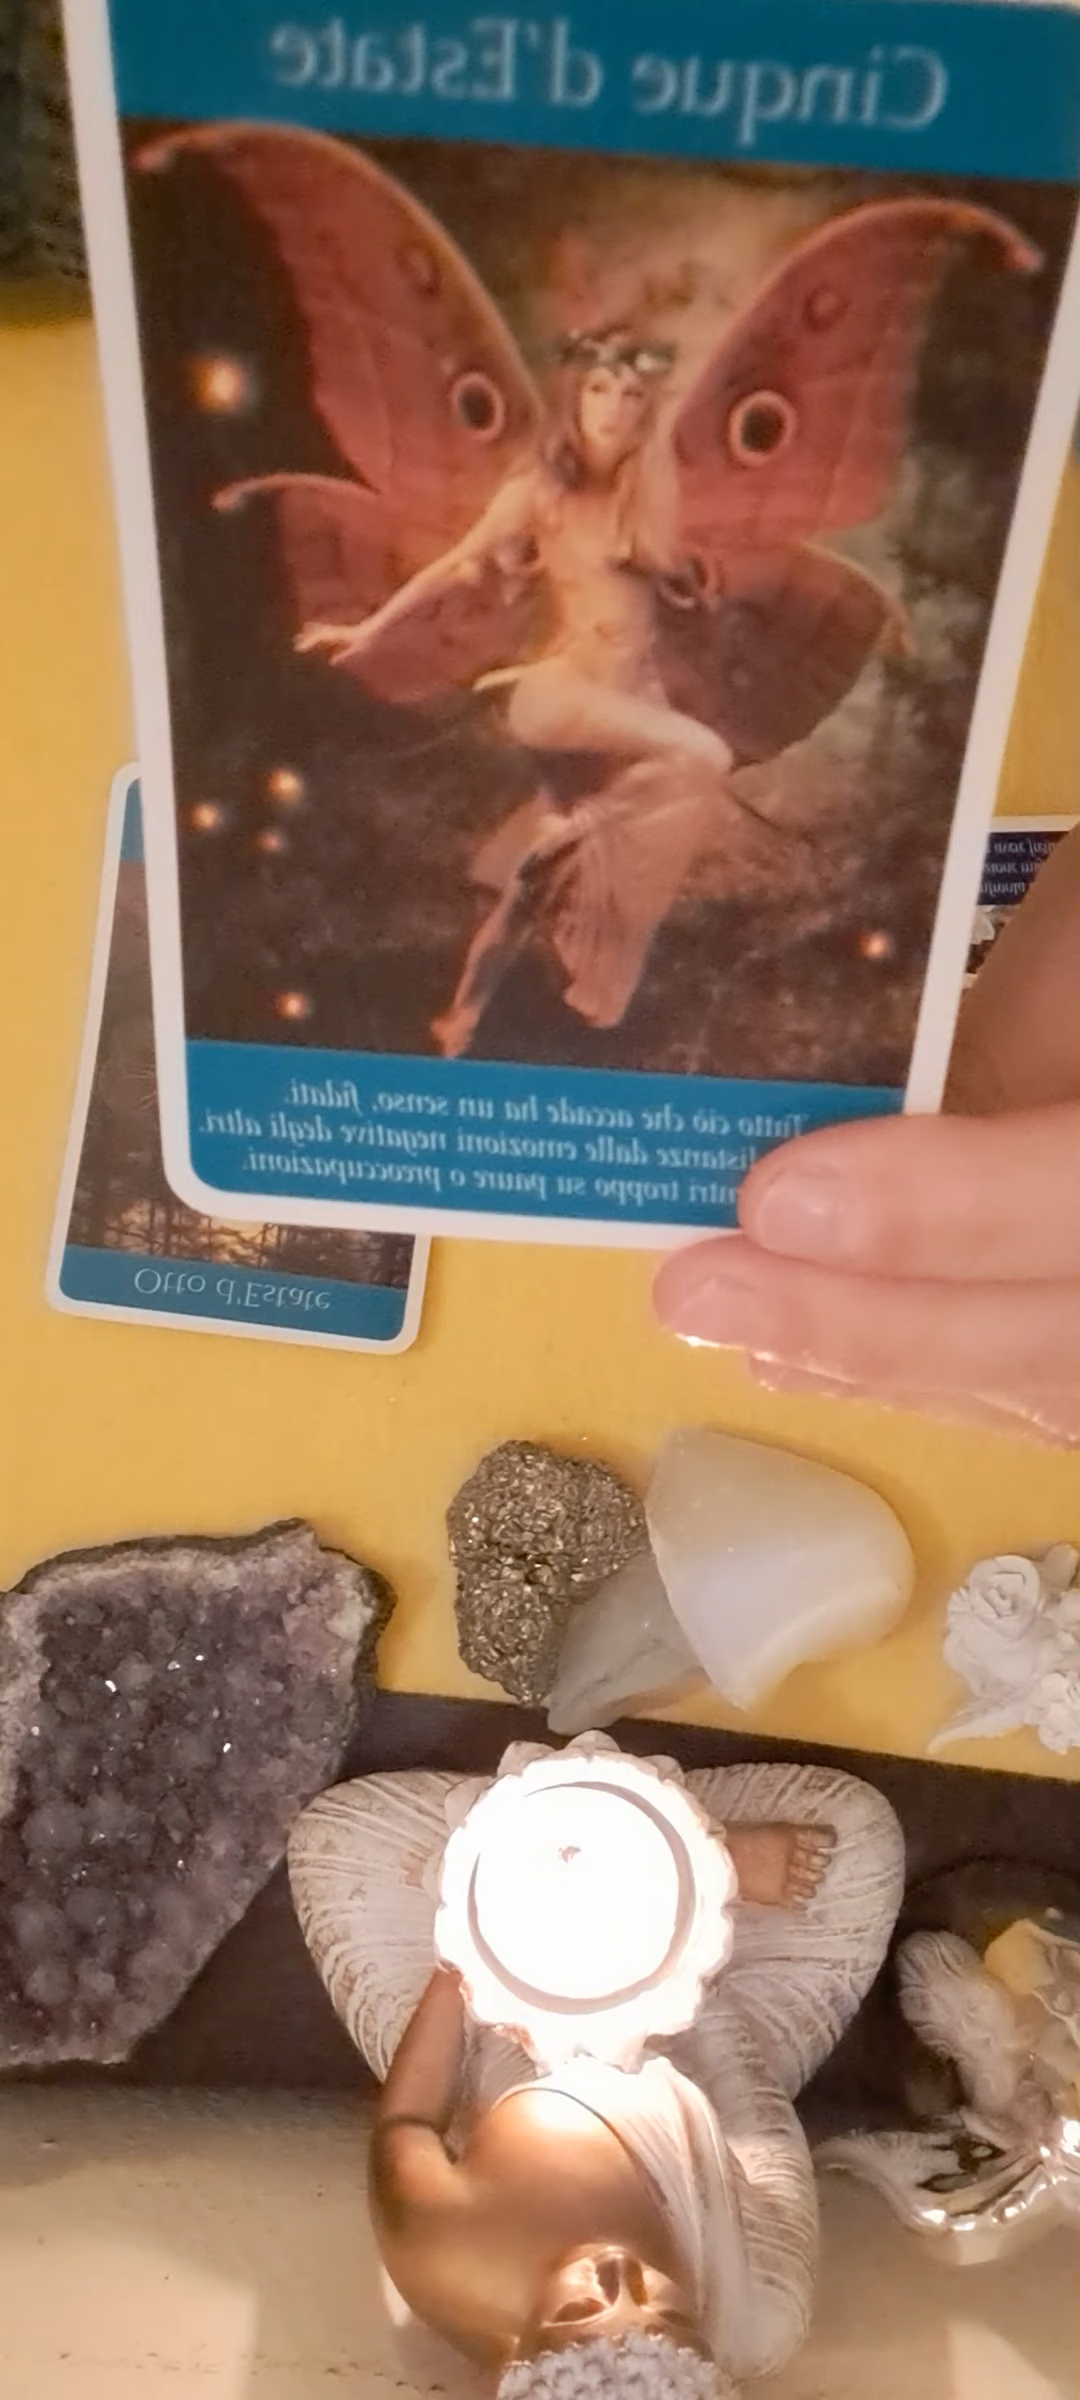 Cinque d'Estate
Tutto ciò che accade ha un senso, fidati.
distanze dalle emozioni negative degli altri.
troppo su paure o preoccupazioni.
Otto d'Estate